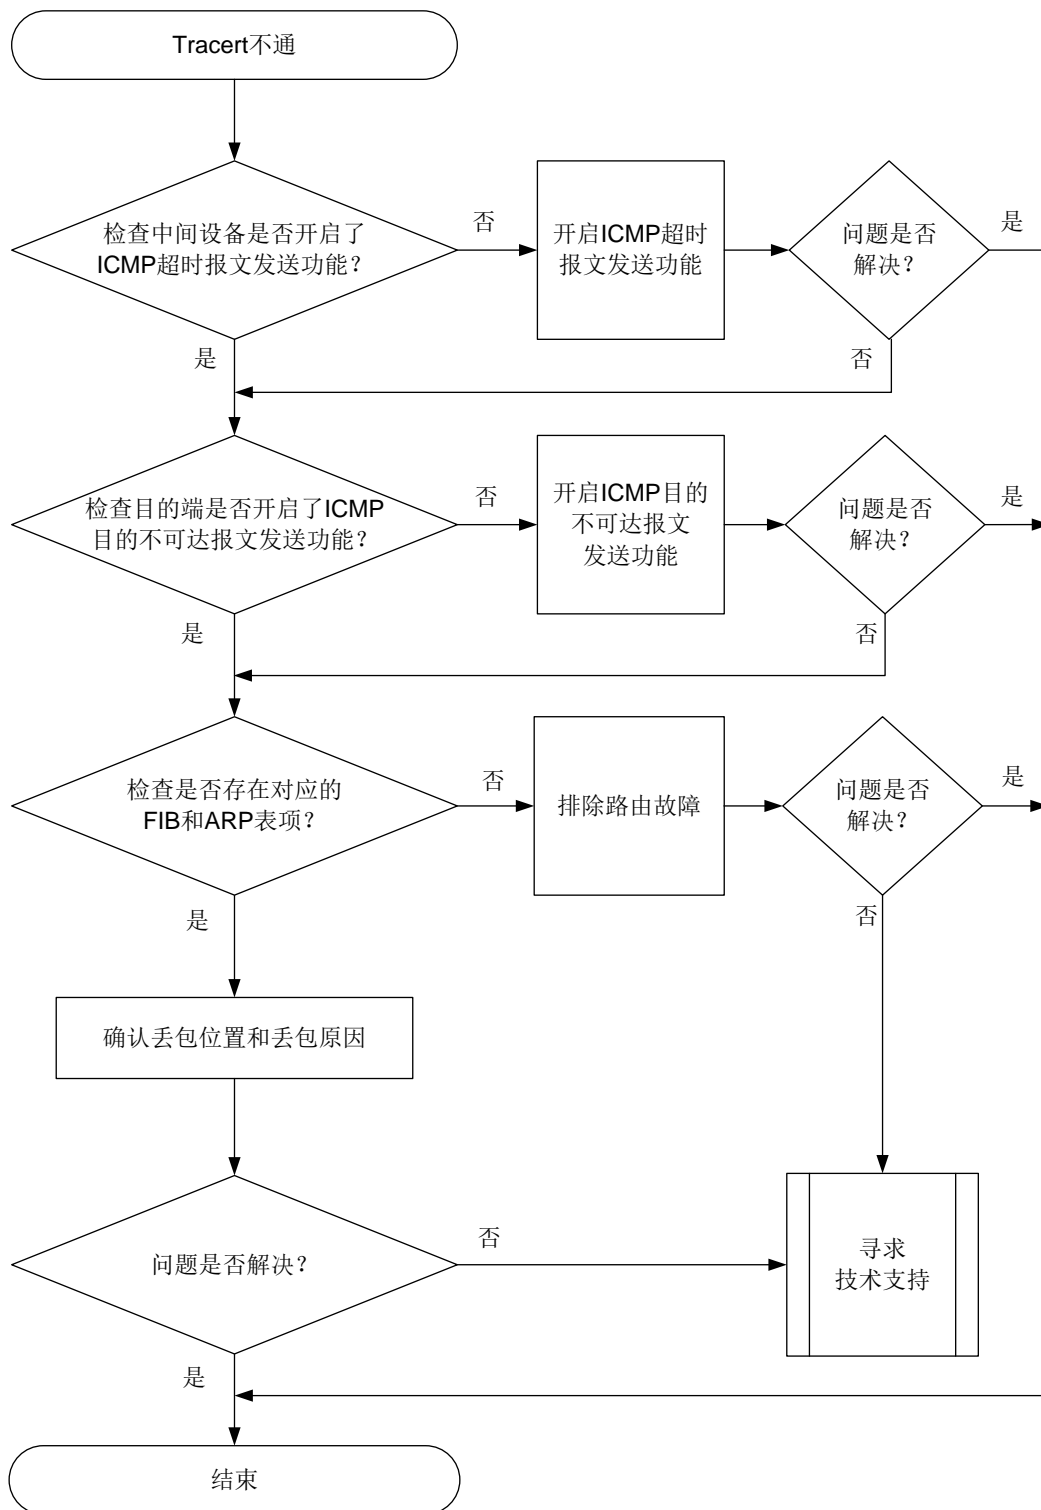 Tracert不通
检查中间设备是否开启了
ICMP超时报文发送功能？
否
开启ICMP超时
报文发送功能
问题是否
解决？
是
是
否
检查目的端是否开启了ICMP
目的不可达报文发送功能？
否
开启ICMP目的
不可达报文
发送功能
问题是否
解决？
是
是
否
检查是否存在对应的
FIB和ARP表项？
否
排除路由故障
问题是否
解决？
是
是
否
确认丢包位置和丢包原因
问题是否解决？
否
寻求
技术支持
是
结束